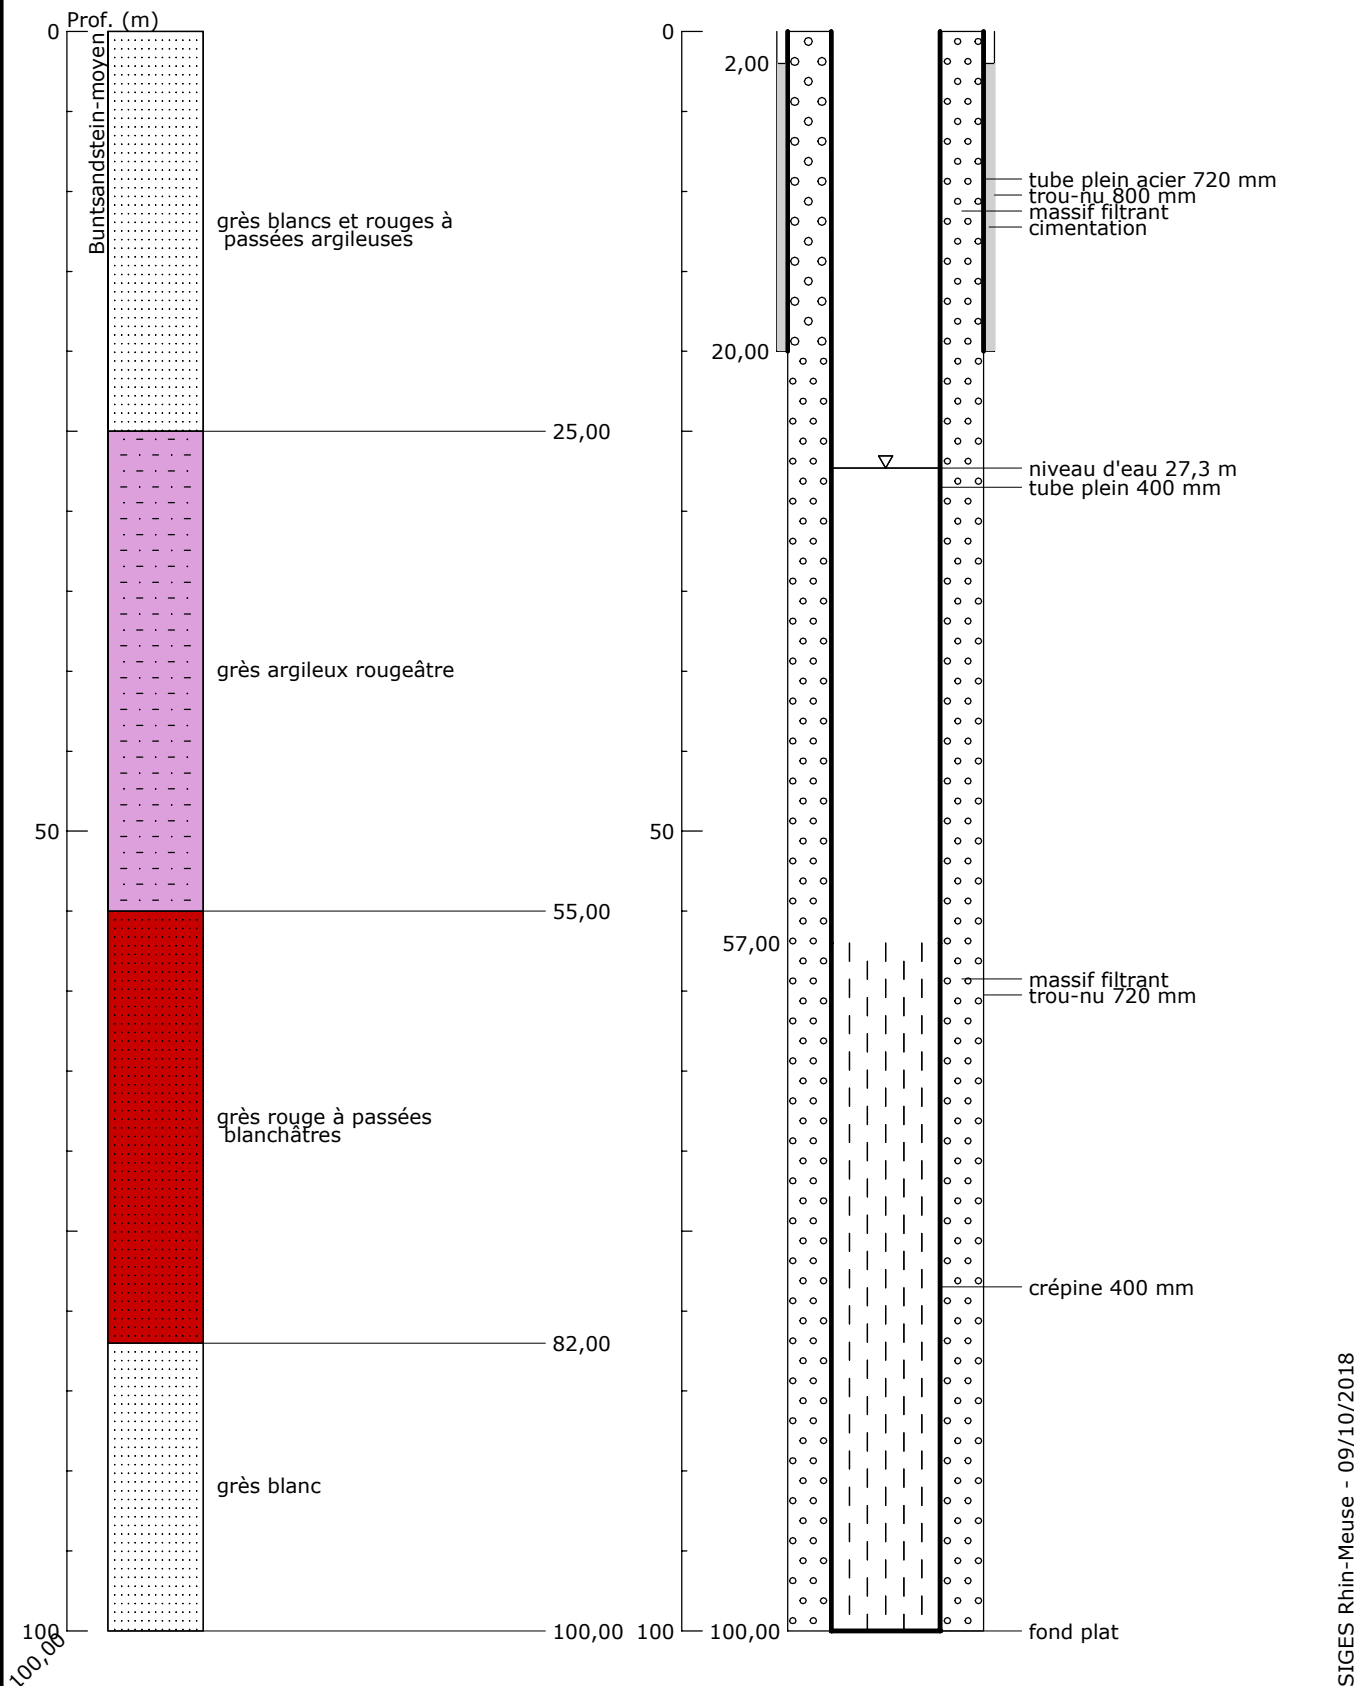 Prof. (m)
0
Buntsandstein-moyen
grès blancs et rouges à
passées argileuses
25,00
grès argileux rougeâtre
50
55,00
grès rouge à passées
blanchâtres
82,00
grès blanc
100
100,00
100,00
0
2,00
tube plein acier 720 mm
trou-nu 800 mm
massif filtrant
cimentation
20,00
niveau d'eau 27,3 m
tube plein 400 mm
50
57,00
massif filtrant
trou-nu 720 mm
crépine 400 mm
100
100,00
fond plat
SIGES Rhin-Meuse - 09/10/2018